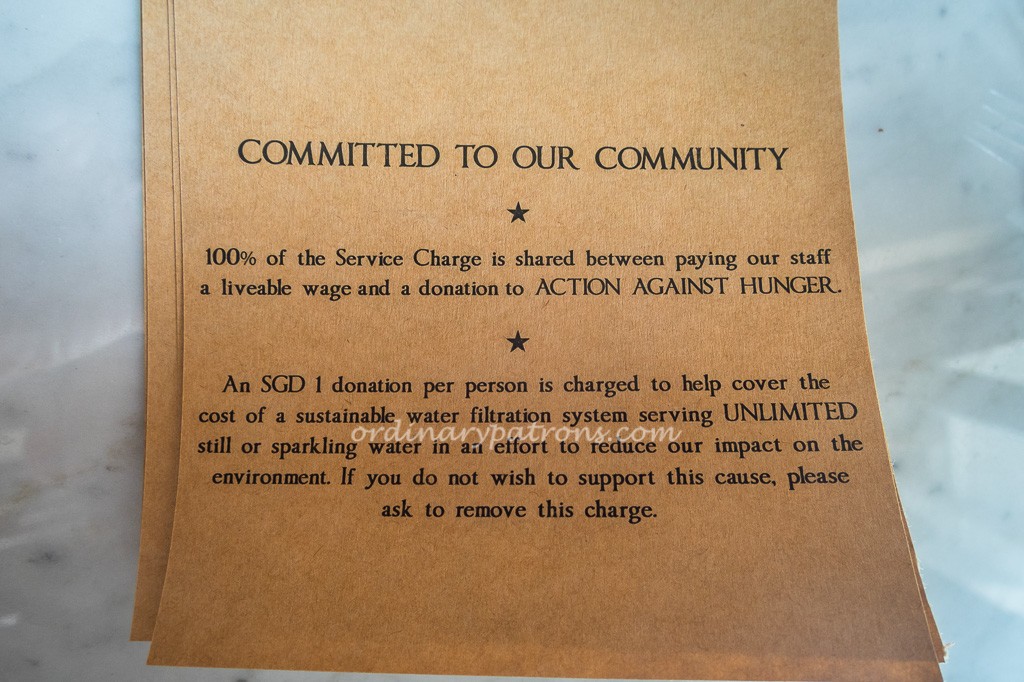 COMMITTED TO OUR COMMUNITY
100% of the Service Charge is shared between paying our staff
a liveable wage and a donation to ACTION AGAINST HUNGER.
An SGD 1 donation per person is charged to help cover the
cost of a sustainable water filtration system serving UNLIMITED
ordinarypatrons.com
still or sparkling water in an effort to reduce our impact on the
environment. If you do not wish to support this cause, please
ask to remove this charge.